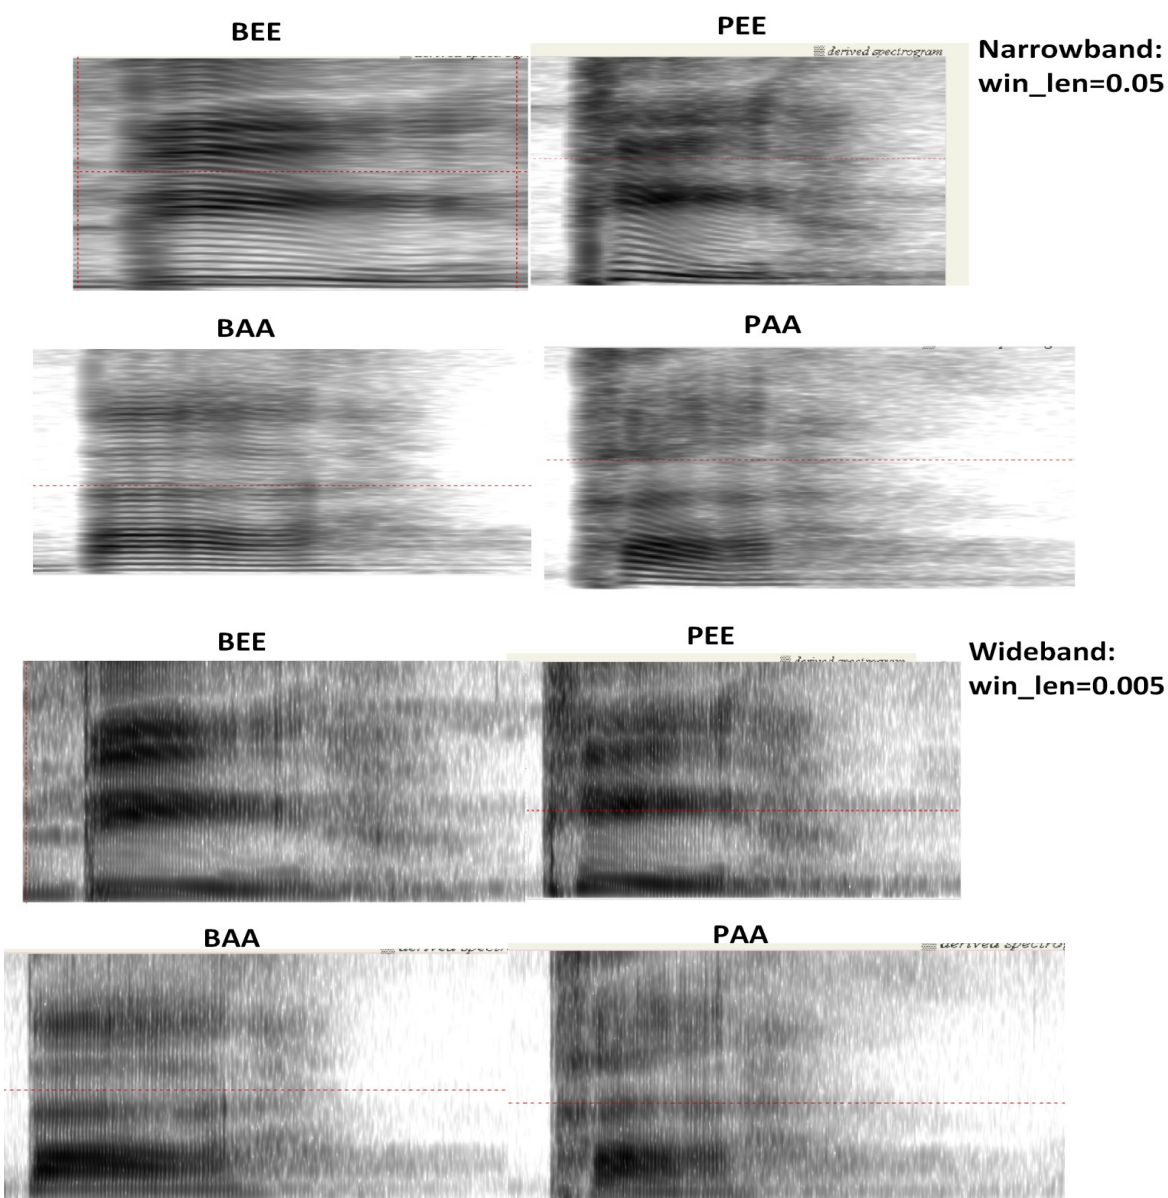 BEE
PEE
derived spectrogram
Narrowband:
win_len=0.05
BAA
PAA
BEE
PEE
derived spectrogram
Wideband:
win_len=0.005
BAA
PAA